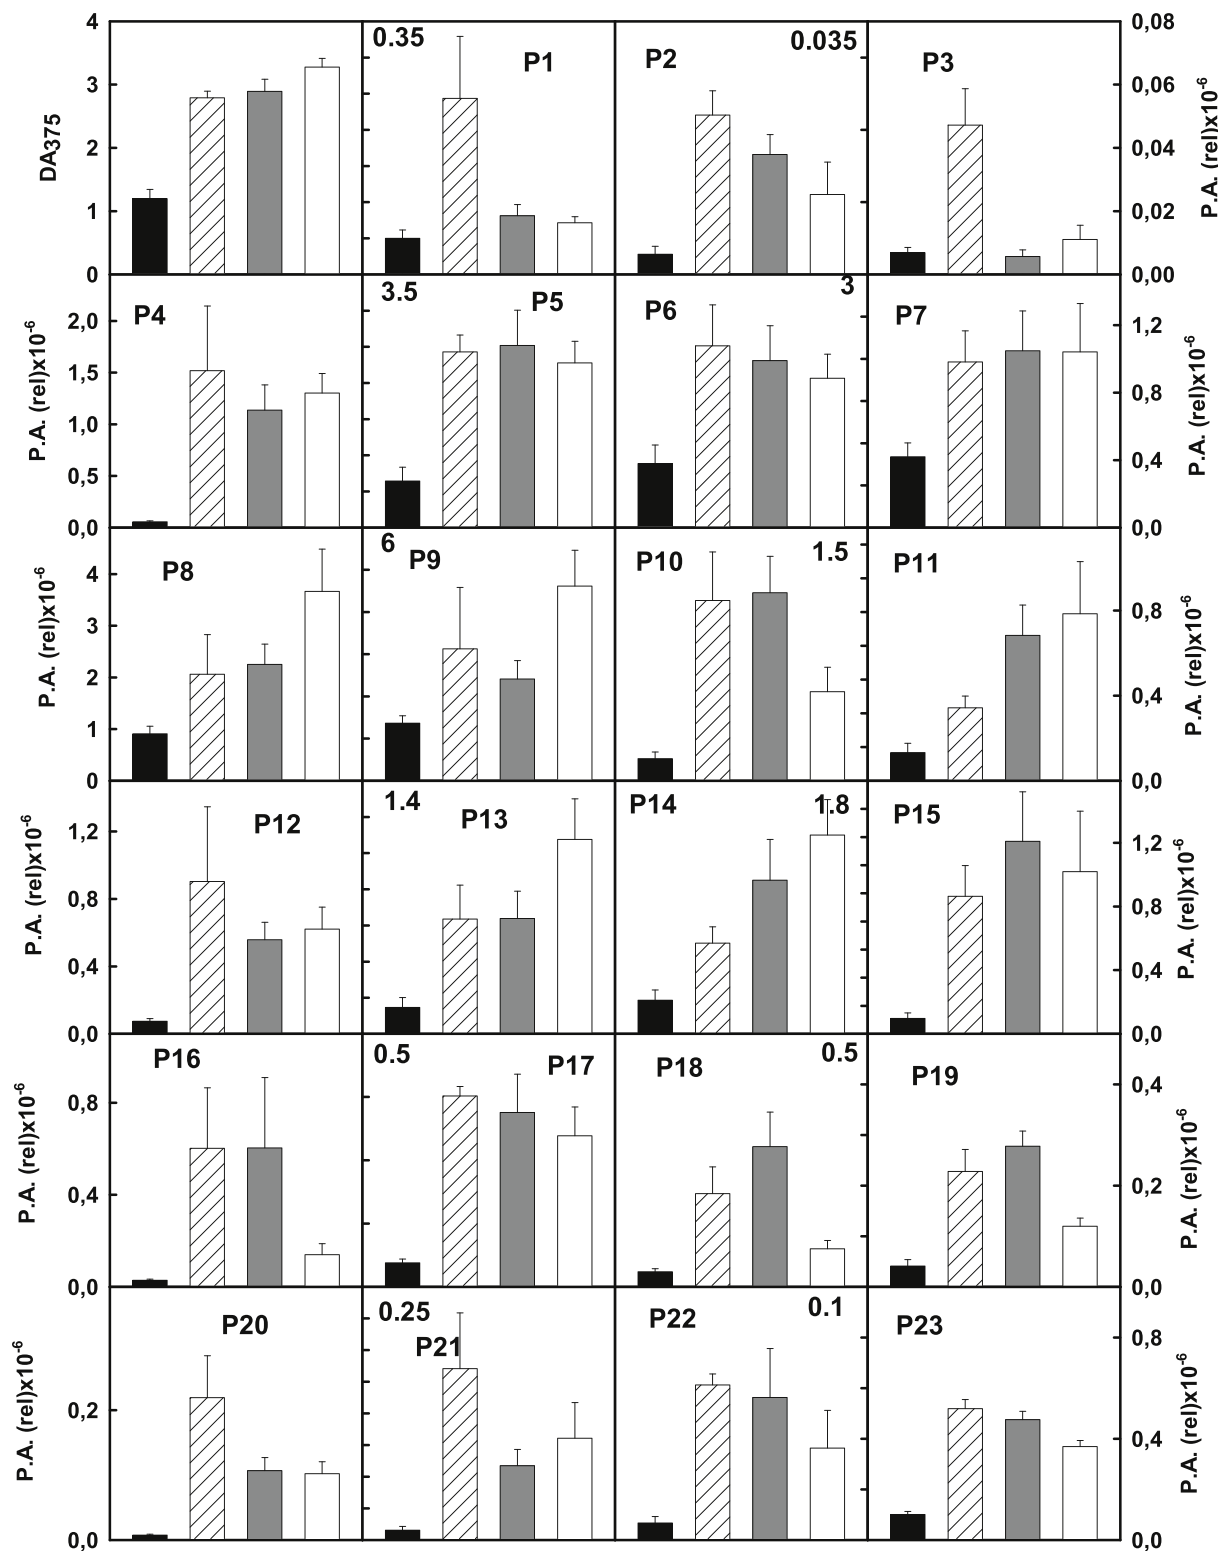 4
3
2
1
0
DA375
0.35
P1
P2
0.035
P3
0,08
0,06
0,04
0,02
0,00
P.A. (rel)x10-6
P.A. (rel)x10-6
2,0
1,5
1,0
0,5
0,0
P4
3.5
P5
P6
3
P7
1,2
0,8
0,4
0,0
P.A. (rel)x10-6
P.A. (rel)x10-6
4
3
2
1
0
P8
6
P9
P10
1.5
P11
0,8
0,4
0,0
P.A. (rel)x10-6
P.A. (rel)x10-6
1,2
0,8
0,4
0,0
P12
1.4
P13
P14
1.8
P15
1,2
0,8
0,4
0,0
P.A. (rel)x10-6
P.A. (rel)x10-6
0,8
0,4
0,0
P16
0.5
P17
P18
0.5
P19
0,4
0,2
0,0
P.A. (rel)x10-6
P.A. (rel)x10-6
0,2
0,0
P20
0.25
P21
P22
0.1
P23
0,8
0,4
0,0
P.A. (rel)x10-6